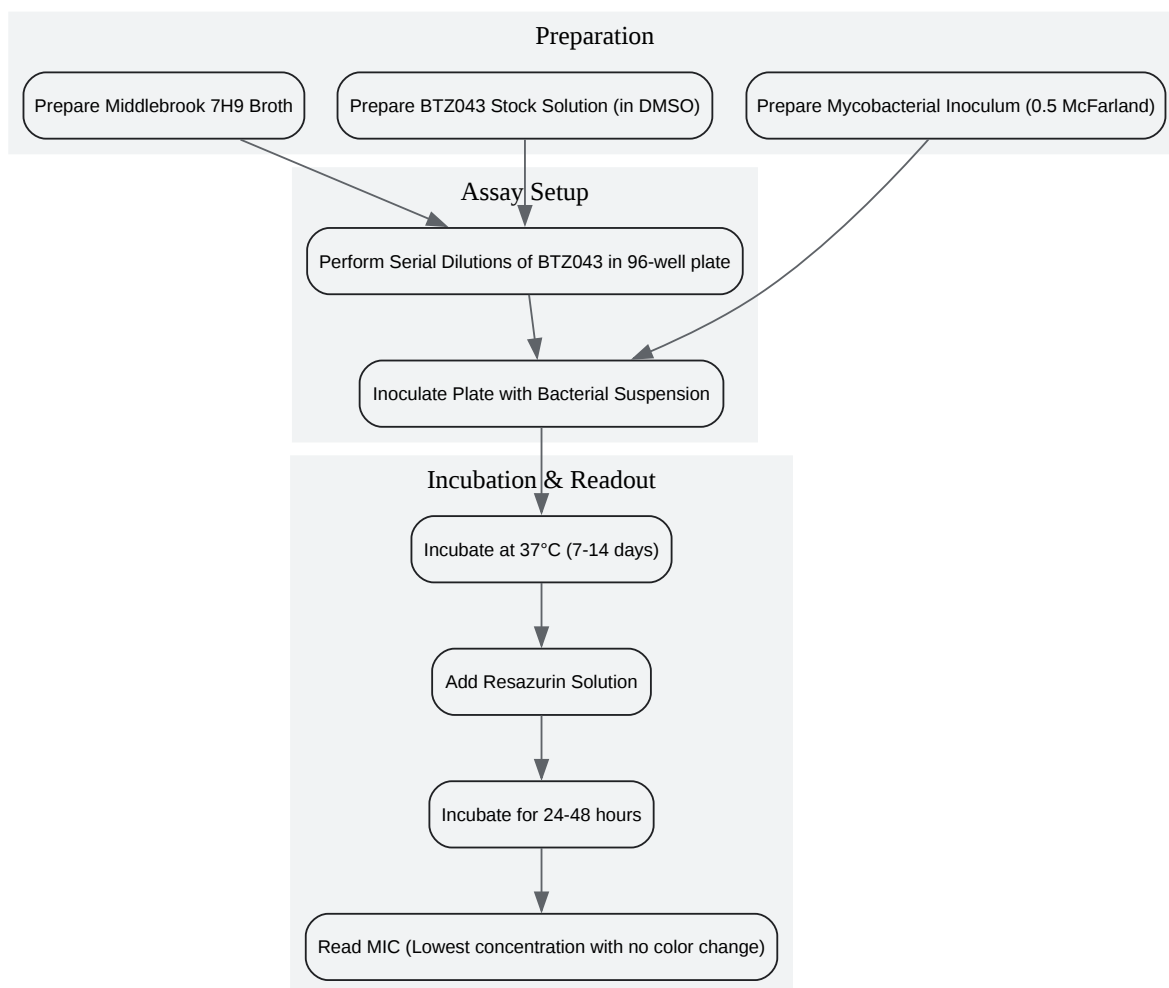 Preparation
Prepare Middlebrook 7H9 Broth
Prepare BTZ043 Stock Solution (in DMSO)
Prepare Mycobacterial Inoculum (0.5 McFarland)
Assay Setup
Perform Serial Dilutions of BTZ043 in 96-well plate
Inoculate Plate with Bacterial Suspension
Incubation & Readout
Incubate at 37°C (7-14 days)
Add Resazurin Solution
Incubate for 24-48 hours
Read MIC (Lowest concentration with no color change)